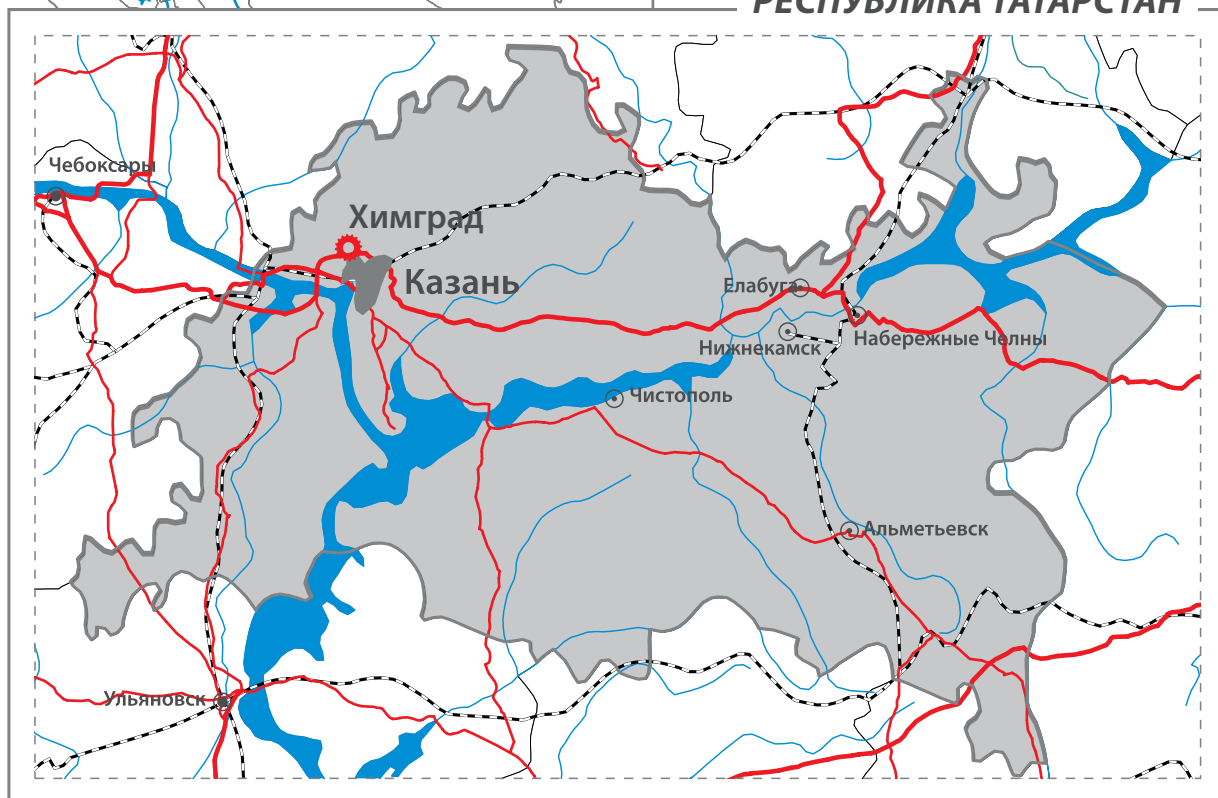 РЕСПУБЛИКА ТАТАРСТАН
Чебоксары
Химград
Казань
Елабуга
Набережные Челны
Нижнекамск
Чистополь
Альметьевск
Ульяновск